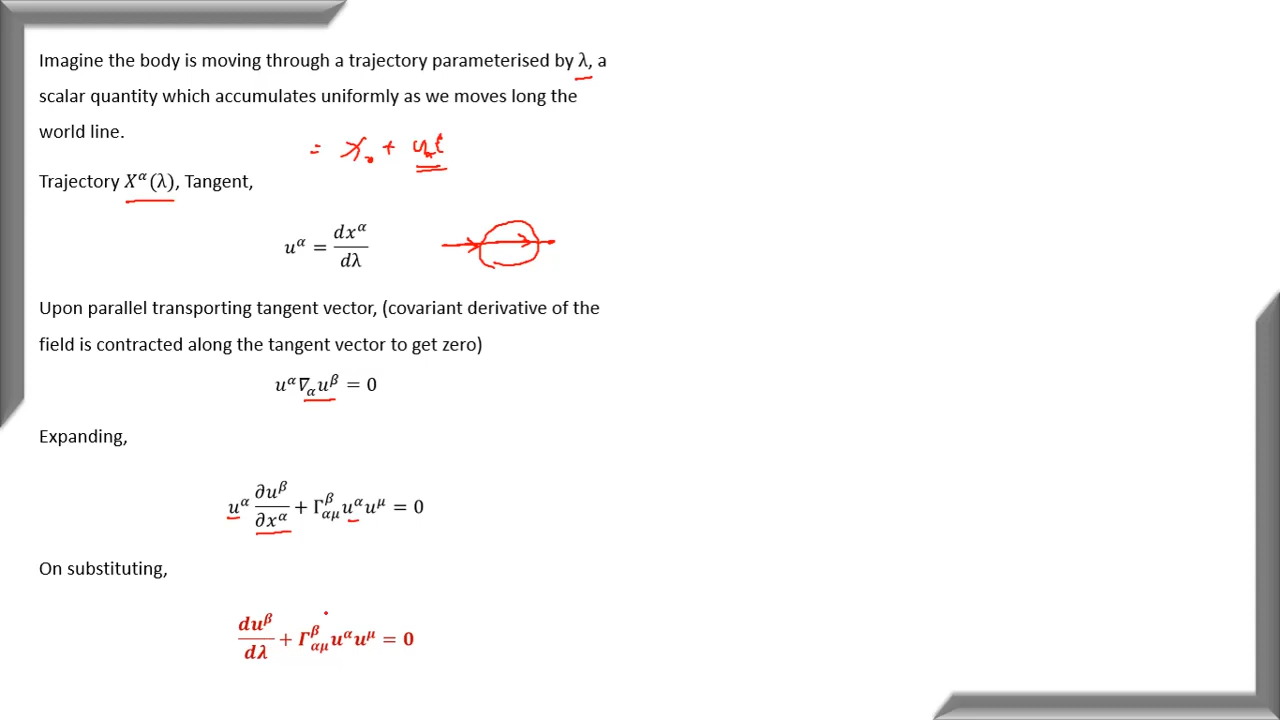 Imagine the body is moving through a trajectory parameterised by λ, a
scalar quantity which accumulates uniformly as we moves long the
world line.
= x₀ +
Trajectory X^α(λ), Tangent,
u^α = dx^α/dλ
Upon parallel transporting tangent vector, (covariant derivative of the
field is contracted along the tangent vector to get zero)
u^α ∇_α u^β = 0
Expanding,
u^α ∂u^β/∂x^α + Γ^β_αμ u^α u^μ = 0
On substituting,
du^β/dλ + Γ^β_αμ u^α u^μ = 0